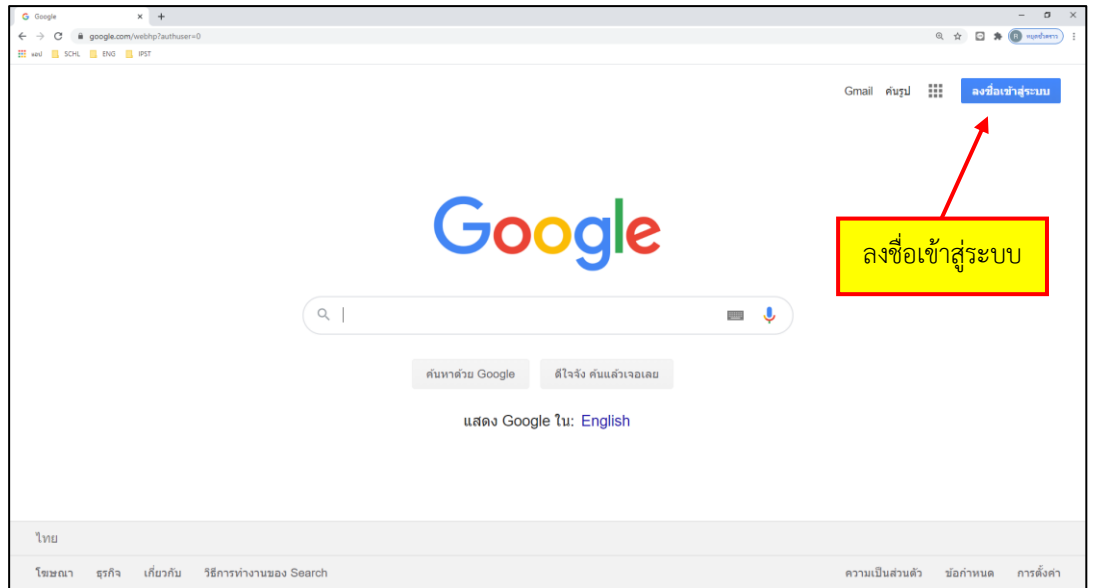 Google
google.com/webhp?authuser=0
แอป SCHL ENG IPST
Gmail ค้นรูป ลงชื่อเข้าสู่ระบบ
Google
ลงชื่อเข้าสู่ระบบ
ค้นหาด้วย Google ดีใจจัง ค้นแล้วเจอเลย
แสดง Google ใน: English
ไทย
โฆษณา ธุรกิจ เกี่ยวกับ วิธีการทำงานของ Search ความเป็นส่วนตัว ข้อกำหนด การตั้งค่า